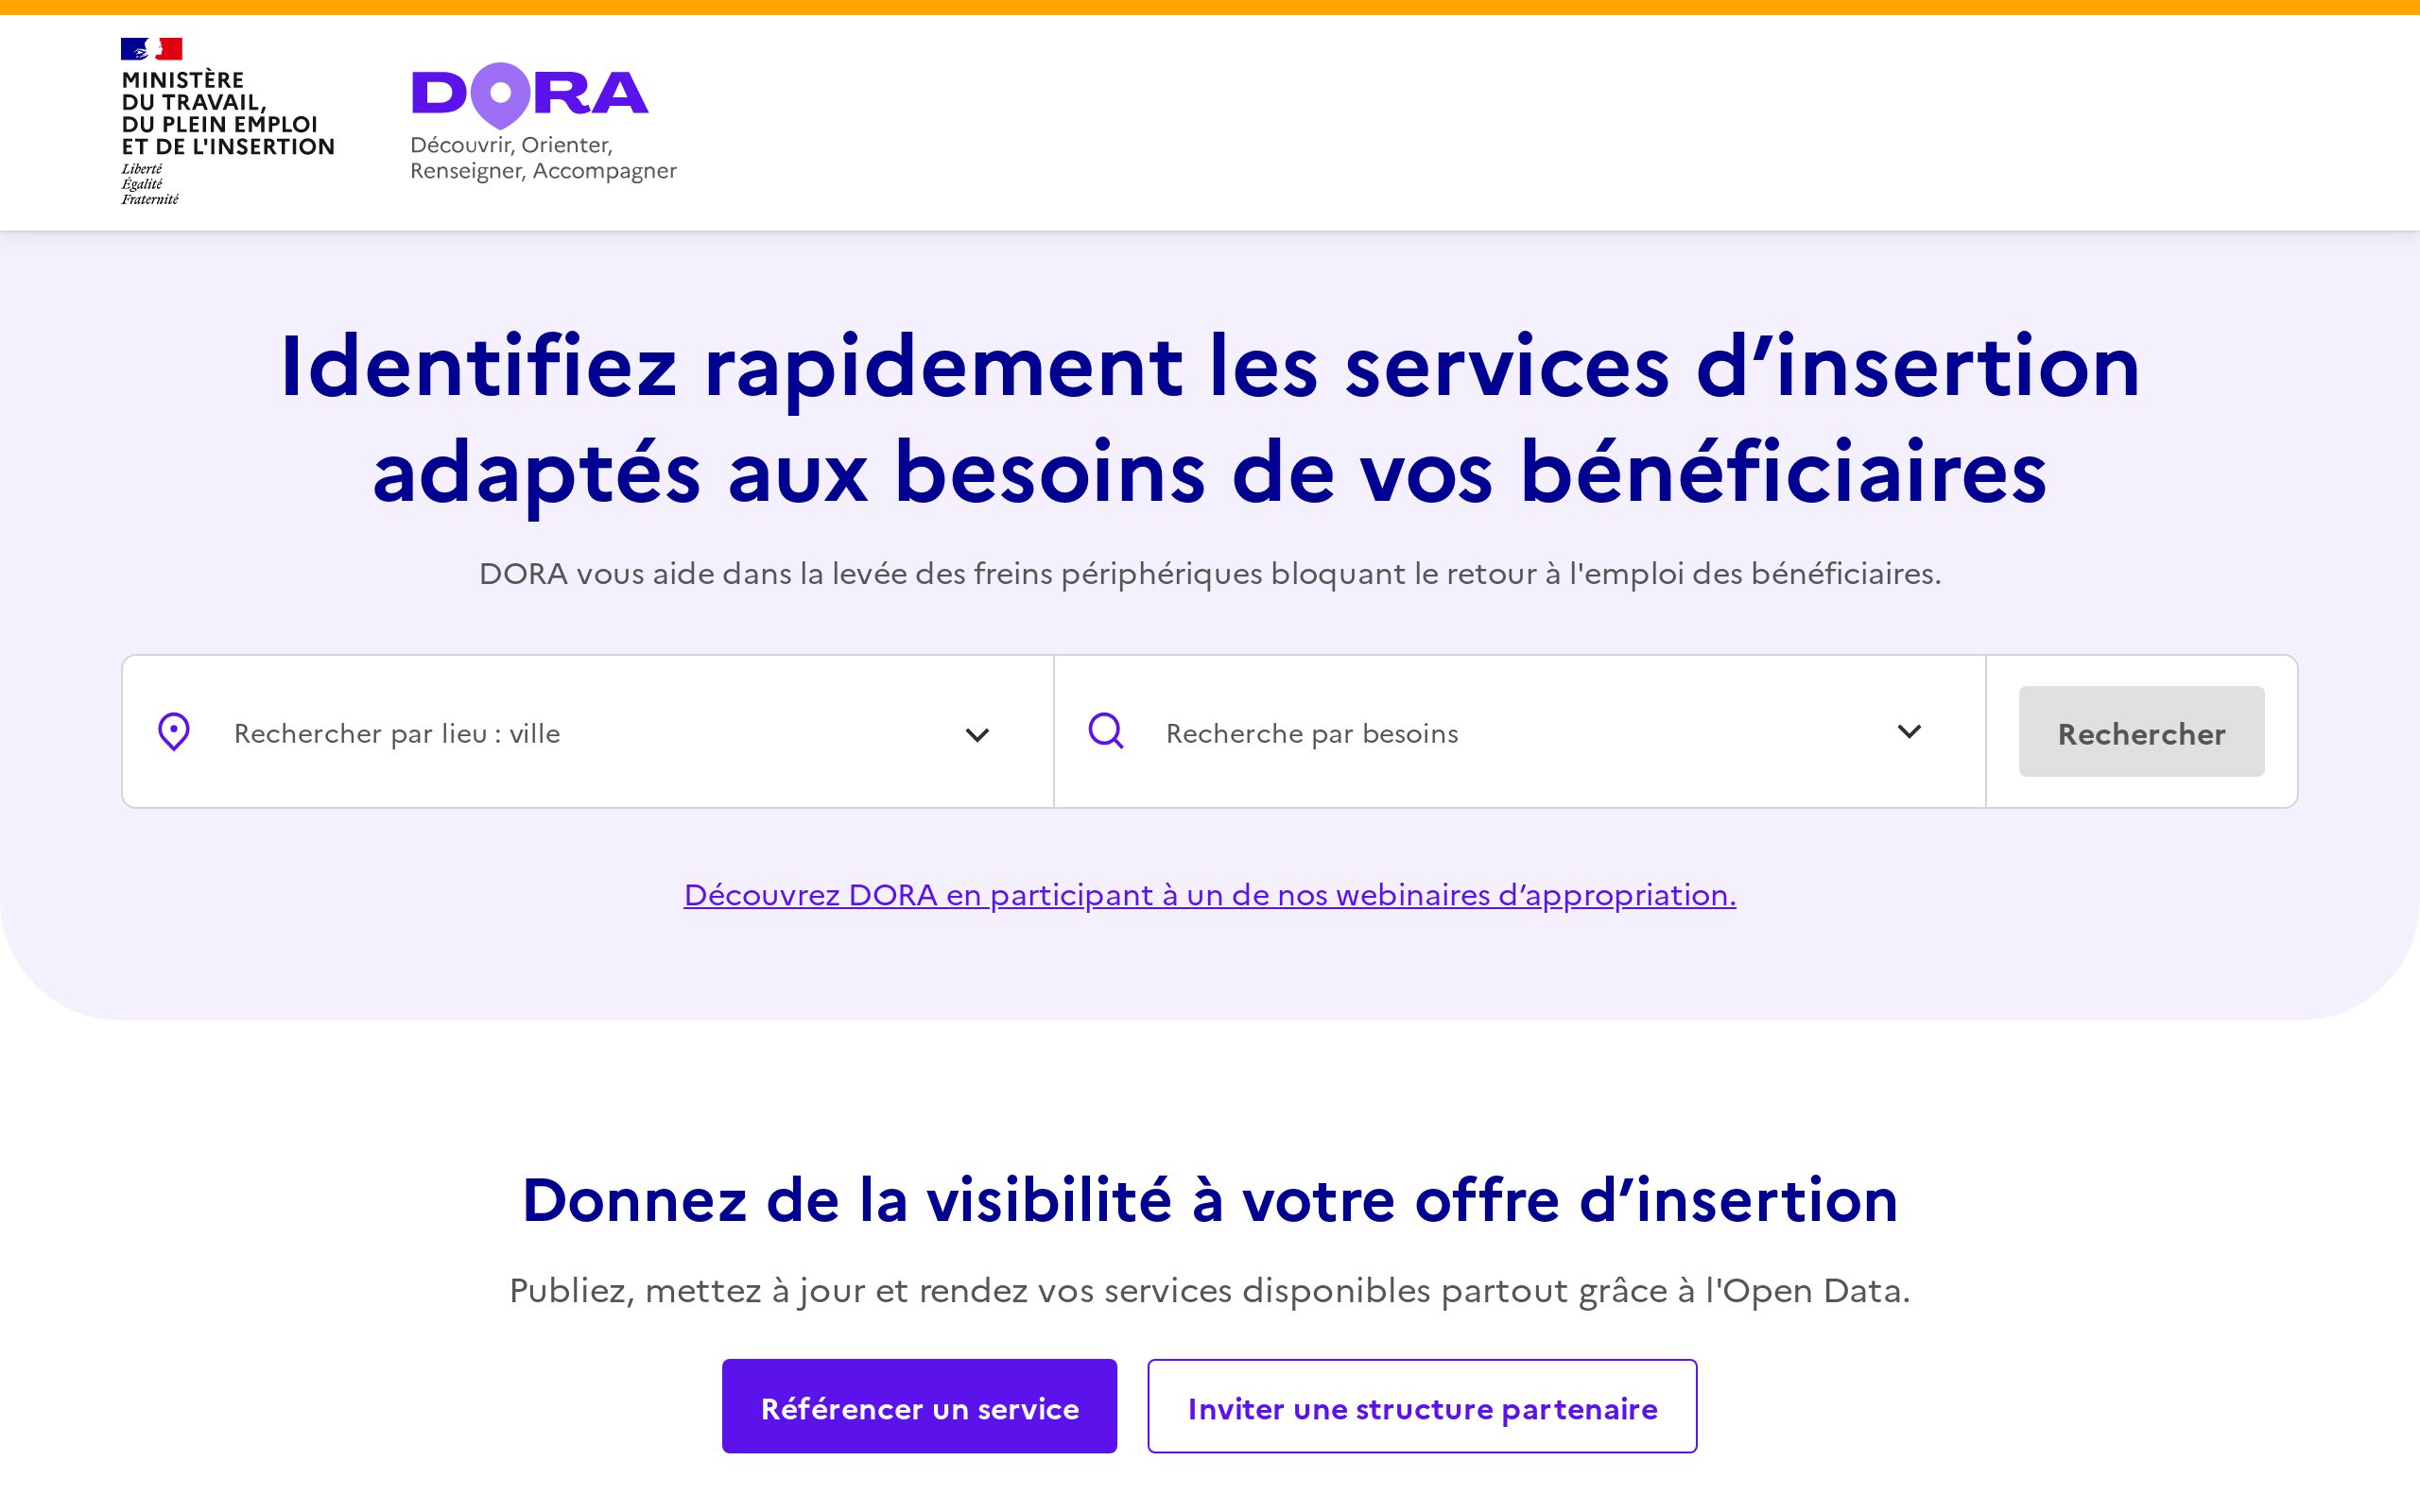 MINISTÈRE
DU TRAVAIL,
DU PLEIN EMPLOI
ET DE L'INSERTION
Liberté
Égalité
Fraternité
DORA
Découvrir, Orienter,
Renseigner, Accompagner
Identifiez rapidement les services d’insertion
adaptés aux besoins de vos bénéficiaires
DORA vous aide dans la levée des freins périphériques bloquant le retour à l'emploi des bénéficiaires.
Rechercher par lieu : ville
Recherche par besoins
Rechercher
Découvrez DORA en participant à un de nos webinaires d’appropriation.
Donnez de la visibilité à votre offre d’insertion
Publiez, mettez à jour et rendez vos services disponibles partout grâce à l'Open Data.
Référencer un service
Inviter une structure partenaire